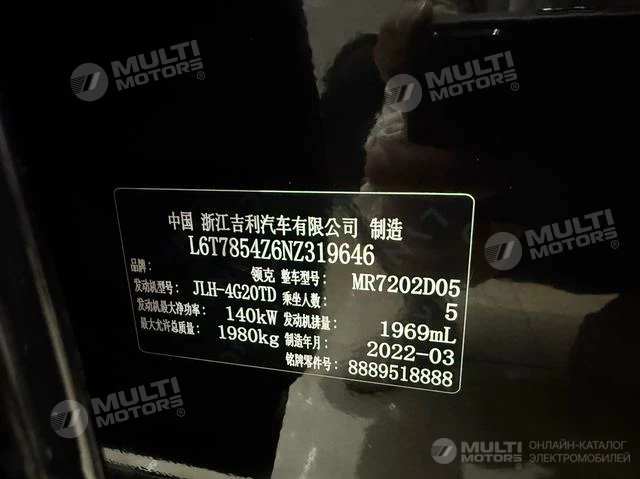 MULTI
MOTORS®
MULTI
MOTORS®
中国 浙江吉利汽车有限公司 制造
L6T7854Z6NZ319646
品牌: 领克 整车型号: MR7202D05
发动机型号: JLH-4G20TD 乘坐人数: 5
发动机最大净功率: 140kW 发动机排量: 1969mL
最大允许总质量: 1980kg 制造年月: 2022-03
铭牌零件号: 8889518888
MULTI
MOTORS®
MULTI
MOTORS®
ОНЛАЙН-КАТАЛОГ
ЭЛЕКТРОМОБИЛЕЙ